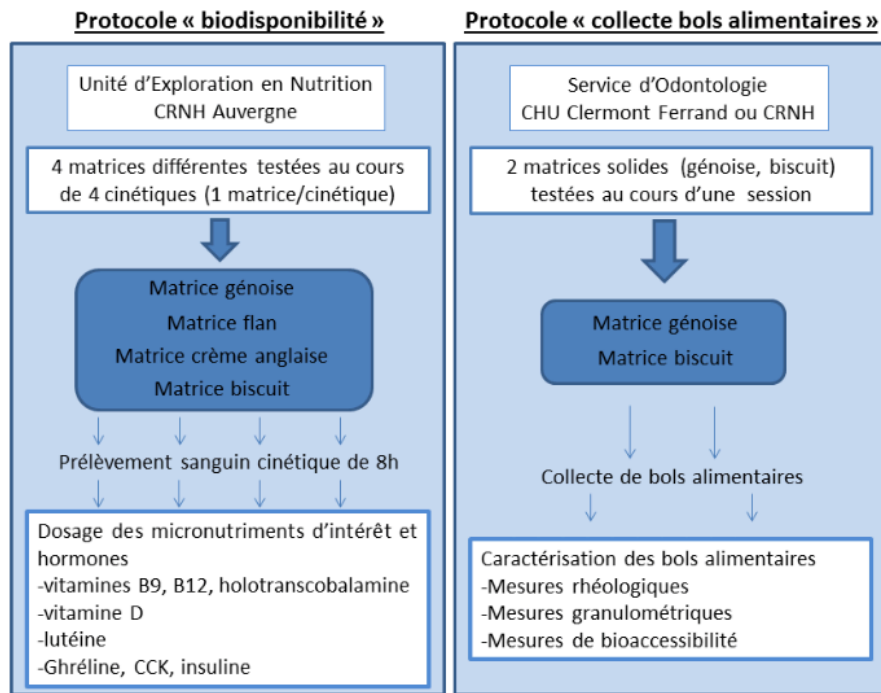 Protocole « biodisponibilité »
Unité d’Exploration en Nutrition
CRNH Auvergne
4 matrices différentes testées au cours
de 4 cinétiques (1 matrice/cinétique)
Matrice génoise
Matrice flan
Matrice crème anglaise
Matrice biscuit
Prélèvement sanguin cinétique de 8h
Dosage des micronutriments d’intérêt et
hormones
-vitamines B9, B12, holotranscobalamine
-vitamine D
-lutéine
-Ghréline, CCK, insuline
Protocole « collecte bols alimentaires »
Service d’Odontologie
CHU Clermont Ferrand ou CRNH
2 matrices solides (génoise, biscuit)
testées au cours d’une session
Matrice génoise
Matrice biscuit
Collecte de bols alimentaires
Caractérisation des bols alimentaires
-Mesures rhéologiques
-Mesures granulométriques
-Mesures de bioaccessibilité